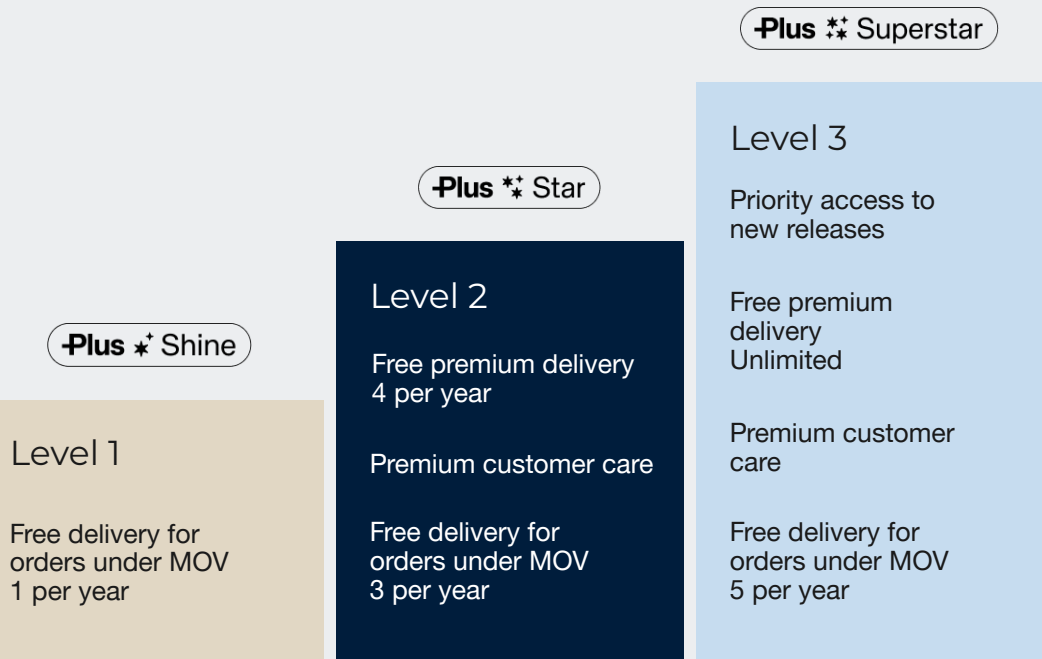 Plus Shine
Level 1
Free delivery for
orders under MOV
1 per year
Plus Star
Level 2
Free premium delivery
4 per year
Premium customer care
Free delivery for
orders under MOV
3 per year
Plus Superstar
Level 3
Priority access to
new releases
Free premium
delivery
Unlimited
Premium customer
care
Free delivery for
orders under MOV
5 per year